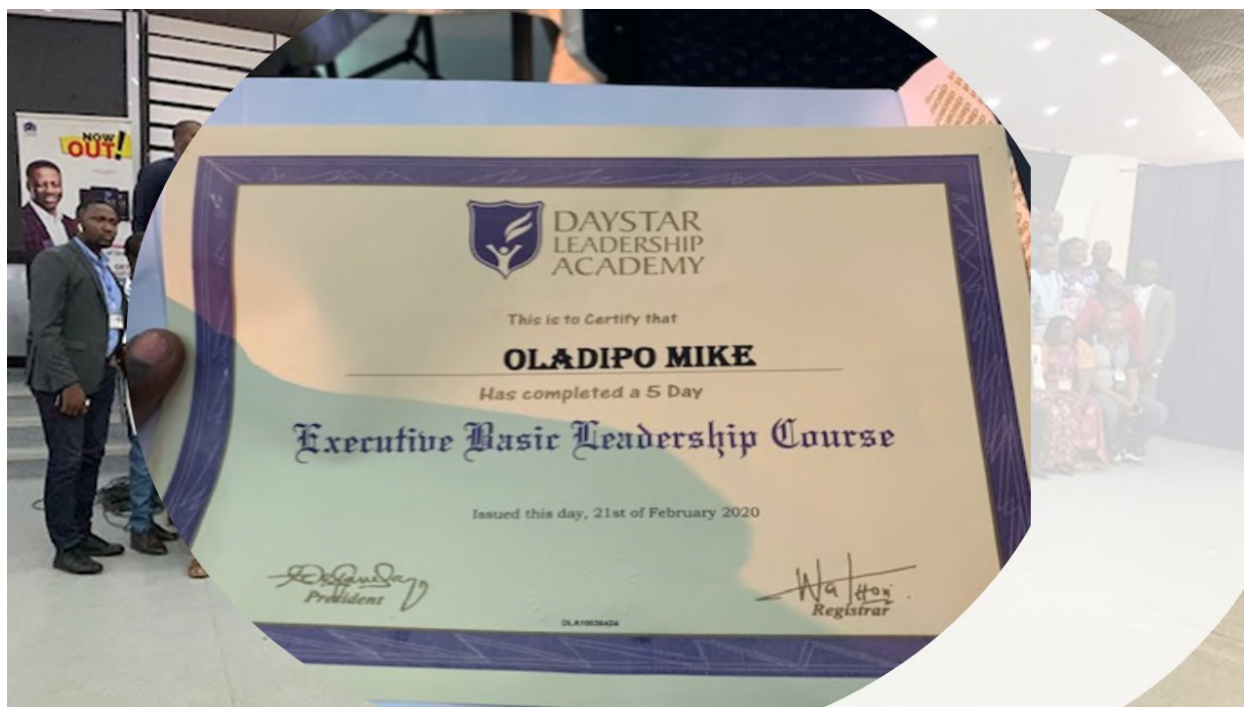 NOW
OUT!
DAYSTAR
LEADERSHIP
ACADEMY
This is to Certify that
OLADIPO MIKE
Has completed a 5 Day
Executive Basic Leadership Course
Issued this day, 21st of February 2020
President
Registrar